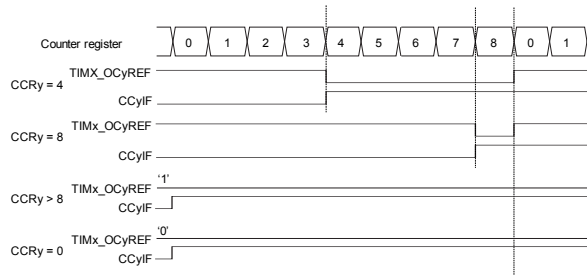 Counter register 0 1 2 3 4 5 6 7 8 0 1
CCRy = 4 TIMX_OCyREF
CCyIF
CCRy = 8 TIMx_OCyREF
CCyIF
CCRy > 8 TIMx_OCyREF '1'
CCyIF
CCRy = 0 TIMx_OCyREF '0'
CCyIF